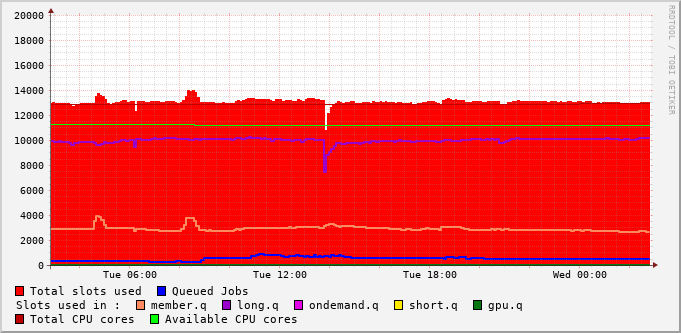 20000
18000
16000
14000
12000
10000
8000
6000
4000
2000
0
Tue 06:00 Tue 12:00 Tue 18:00 Wed 00:00
RRDTOOL / TOBI OETIKER
Total slots used Queued Jobs
Slots used in : member.q long.q ondemand.q short.q gpu.q
Total CPU cores Available CPU cores